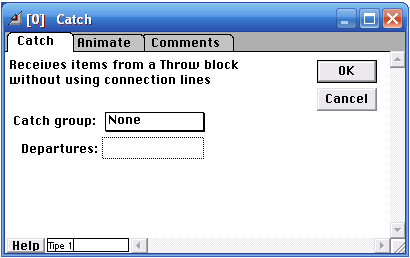 [0] Catch
Catch Animate Comments
Receives items from a Throw block
without using connection lines
OK
Cancel
Catch group: None
Departures:
Help Tipe 1